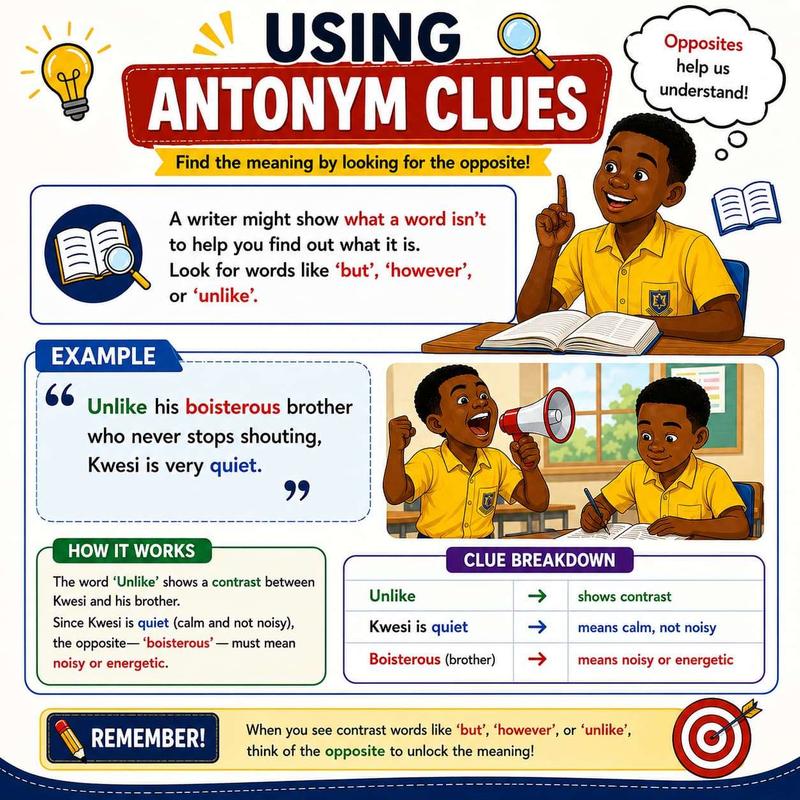 USING
ANTONYM CLUES
Find the meaning by looking for the opposite!
Opposites
help us
understand!
A writer might show what a word isn't
to help you find out what it is.
Look for words like ‘but’, ‘however’,
or ‘unlike’.
EXAMPLE
“ Unlike his boisterous brother
who never stops shouting,
Kwesi is very quiet.
”
HOW IT WORKS
The word ‘Unlike’ shows a contrast between
Kwesi and his brother.
Since Kwesi is quiet (calm and not noisy),
the opposite— ‘boisterous’ — must mean
noisy or energetic.
CLUE BREAKDOWN
Unlike → shows contrast
Kwesi is quiet → means calm, not noisy
Boisterous (brother) → means noisy or energetic
REMEMBER!
When you see contrast words like ‘but’, ‘however’, or ‘unlike’,
think of the opposite to unlock the meaning!